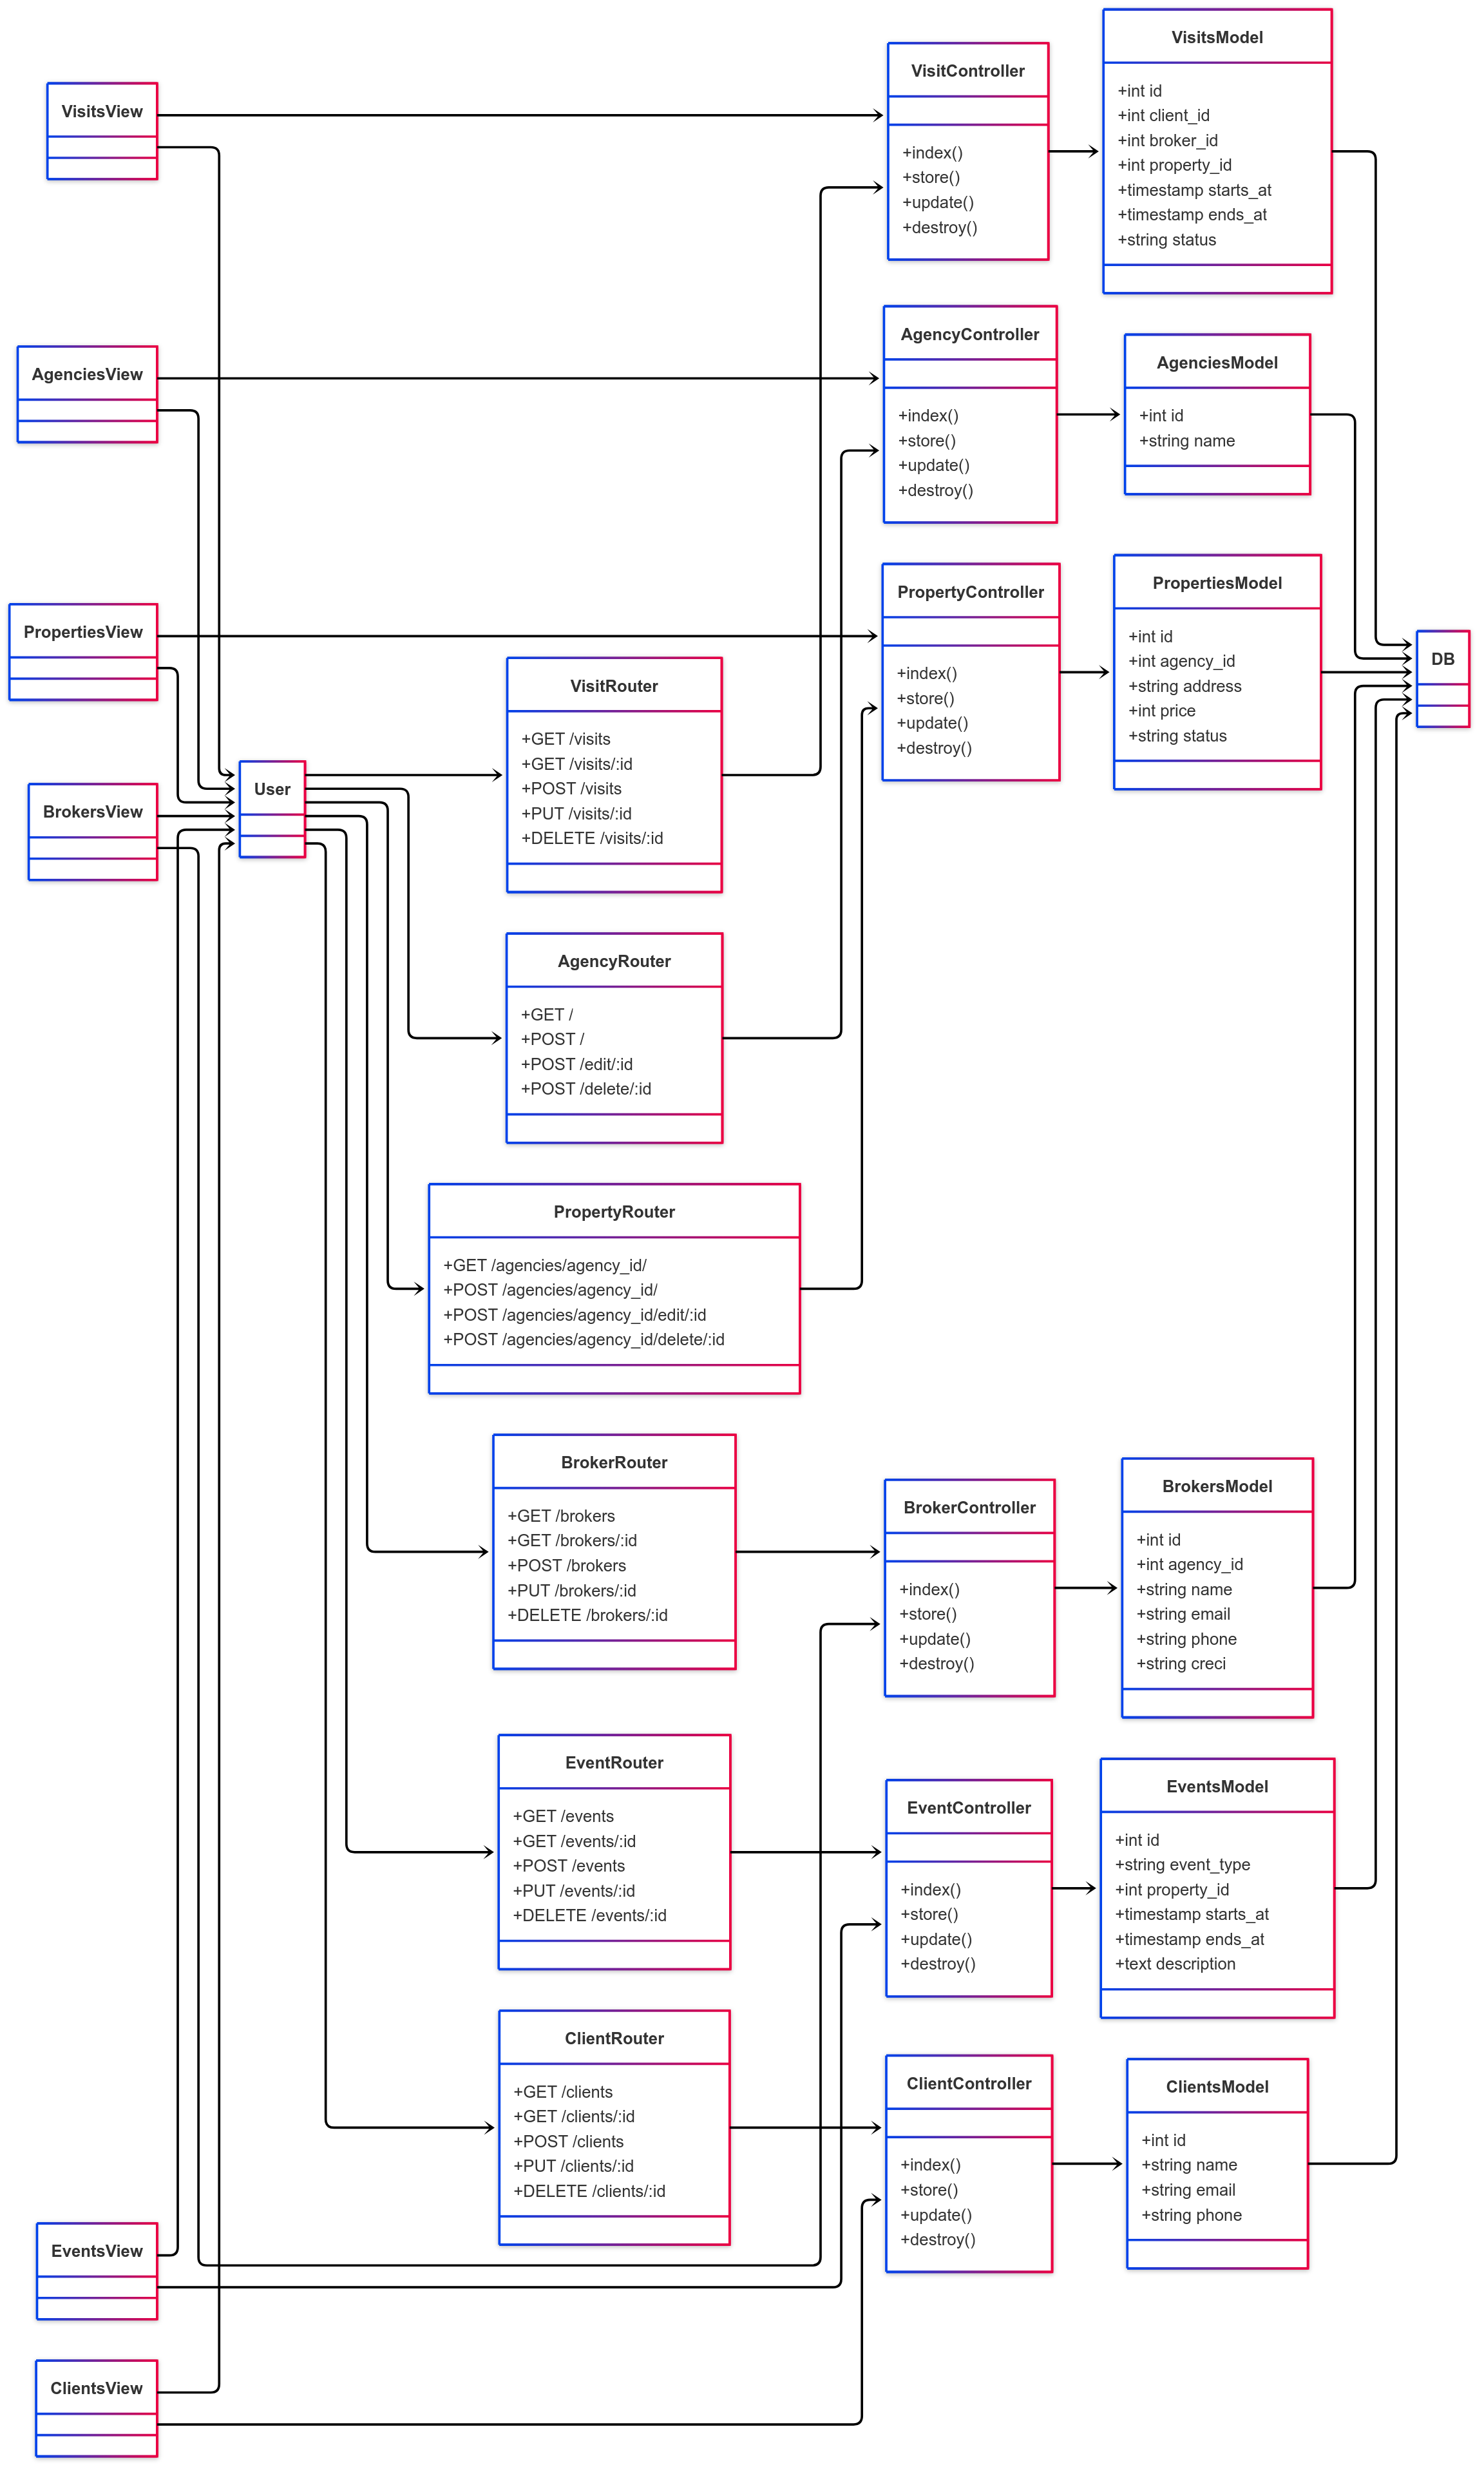 VisitsView
AgenciesView
PropertiesView
BrokersView
EventsView
ClientsView
User
VisitRouter
+GET /visits
+GET /visits/:id
+POST /visits
+PUT /visits/:id
+DELETE /visits/:id
AgencyRouter
+GET /
+POST /
+POST /edit/:id
+POST /delete/:id
PropertyRouter
+GET /agencies/agency_id/
+POST /agencies/agency_id/
+POST /agencies/agency_id/edit/:id
+POST /agencies/agency_id/delete/:id
BrokerRouter
+GET /brokers
+GET /brokers/:id
+POST /brokers
+PUT /brokers/:id
+DELETE /brokers/:id
EventRouter
+GET /events
+GET /events/:id
+POST /events
+PUT /events/:id
+DELETE /events/:id
ClientRouter
+GET /clients
+GET /clients/:id
+POST /clients
+PUT /clients/:id
+DELETE /clients/:id
VisitController
+index()
+store()
+update()
+destroy()
AgencyController
+index()
+store()
+update()
+destroy()
PropertyController
+index()
+store()
+update()
+destroy()
BrokerController
+index()
+store()
+update()
+destroy()
EventController
+index()
+store()
+update()
+destroy()
ClientController
+index()
+store()
+update()
+destroy()
VisitsModel
+int id
+int client_id
+int broker_id
+int property_id
+timestamp starts_at
+timestamp ends_at
+string status
AgenciesModel
+int id
+string name
PropertiesModel
+int id
+int agency_id
+string address
+int price
+string status
BrokersModel
+int id
+int agency_id
+string name
+string email
+string phone
+string creci
EventsModel
+int id
+string event_type
+int property_id
+timestamp starts_at
+timestamp ends_at
+text description
ClientsModel
+int id
+string name
+string email
+string phone
DB